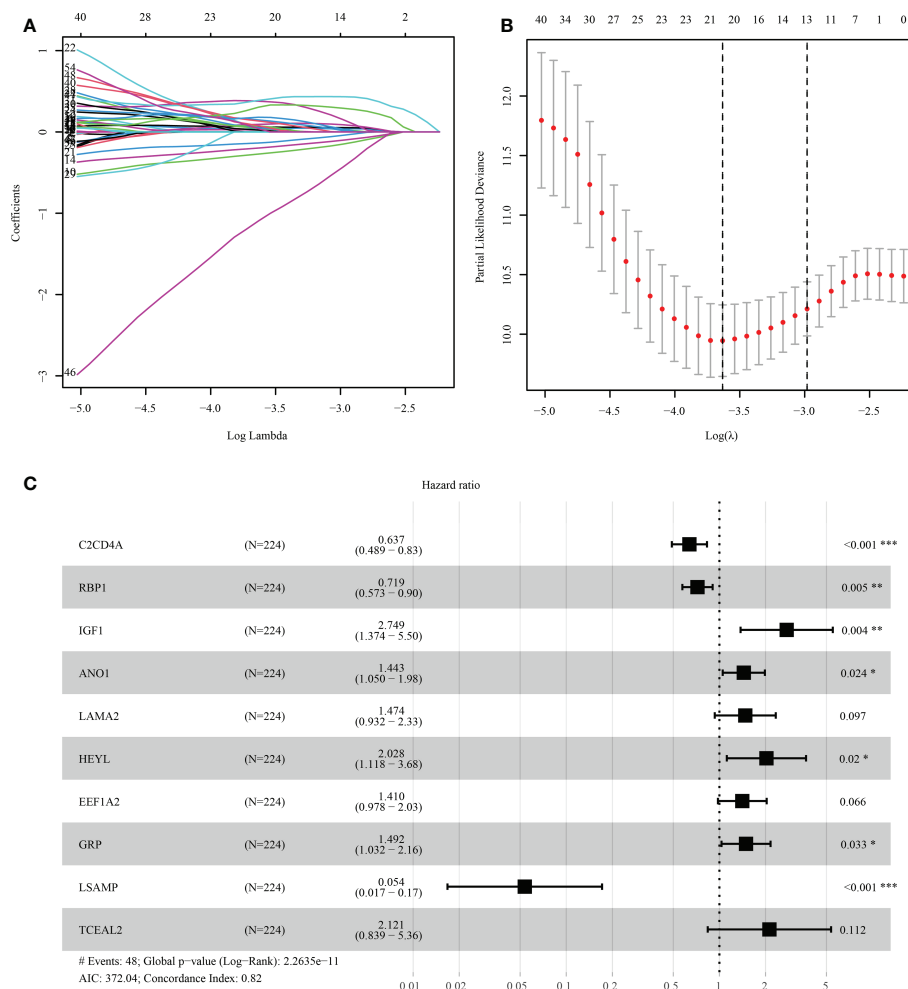 A
40 28 23 20 14 2
1
0
−1
−2
−3
Coefficients
22
54
48
40
21
14
10
29
46
−5.0 −4.5 −4.0 −3.5 −3.0 −2.5
Log Lambda
B
40 34 30 27 25 23 23 21 20 16 14 13 11 7 1 0
12.0
11.5
11.0
10.5
10.0
Partial Likelihood Deviance
−5.0 −4.5 −4.0 −3.5 −3.0 −2.5
Log(λ)
C
Hazard ratio
C2CD4A (N=224) 0.637 <0.001 ***
(0.489 − 0.83)
RBP1 (N=224) 0.719 0.005 **
(0.573 − 0.90)
IGF1 (N=224) 2.749 0.004 **
(1.374 − 5.50)
ANO1 (N=224) 1.443 0.024 *
(1.050 − 1.98)
LAMA2 (N=224) 1.474 0.097
(0.932 − 2.33)
HEYL (N=224) 2.028 0.02 *
(1.118 − 3.68)
EEF1A2 (N=224) 1.410 0.066
(0.978 − 2.03)
GRP (N=224) 1.492 0.033 *
(1.032 − 2.16)
LSAMP (N=224) 0.054 <0.001 ***
(0.017 − 0.17)
TCEAL2 (N=224) 2.121 0.112
(0.839 − 5.36)
# Events: 48; Global p−value (Log−Rank): 2.2635e−11
AIC: 372.04; Concordance Index: 0.82
0.01 0.02 0.05 0.1 0.2 0.5 1 2 5